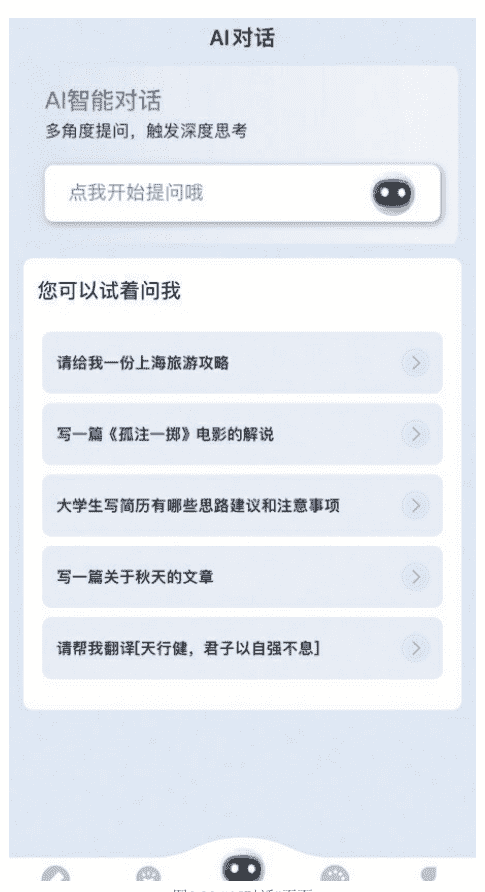 AI对话
AI智能对话
多角度提问，触发深度思考
点我开始提问哦
您可以试着问我
请给我一份上海旅游攻略
写一篇《孤注一掷》电影的解说
大学生写简历有哪些思路建议和注意事项
写一篇关于秋天的文章
请帮我翻译[天行健，君子以自强不息]